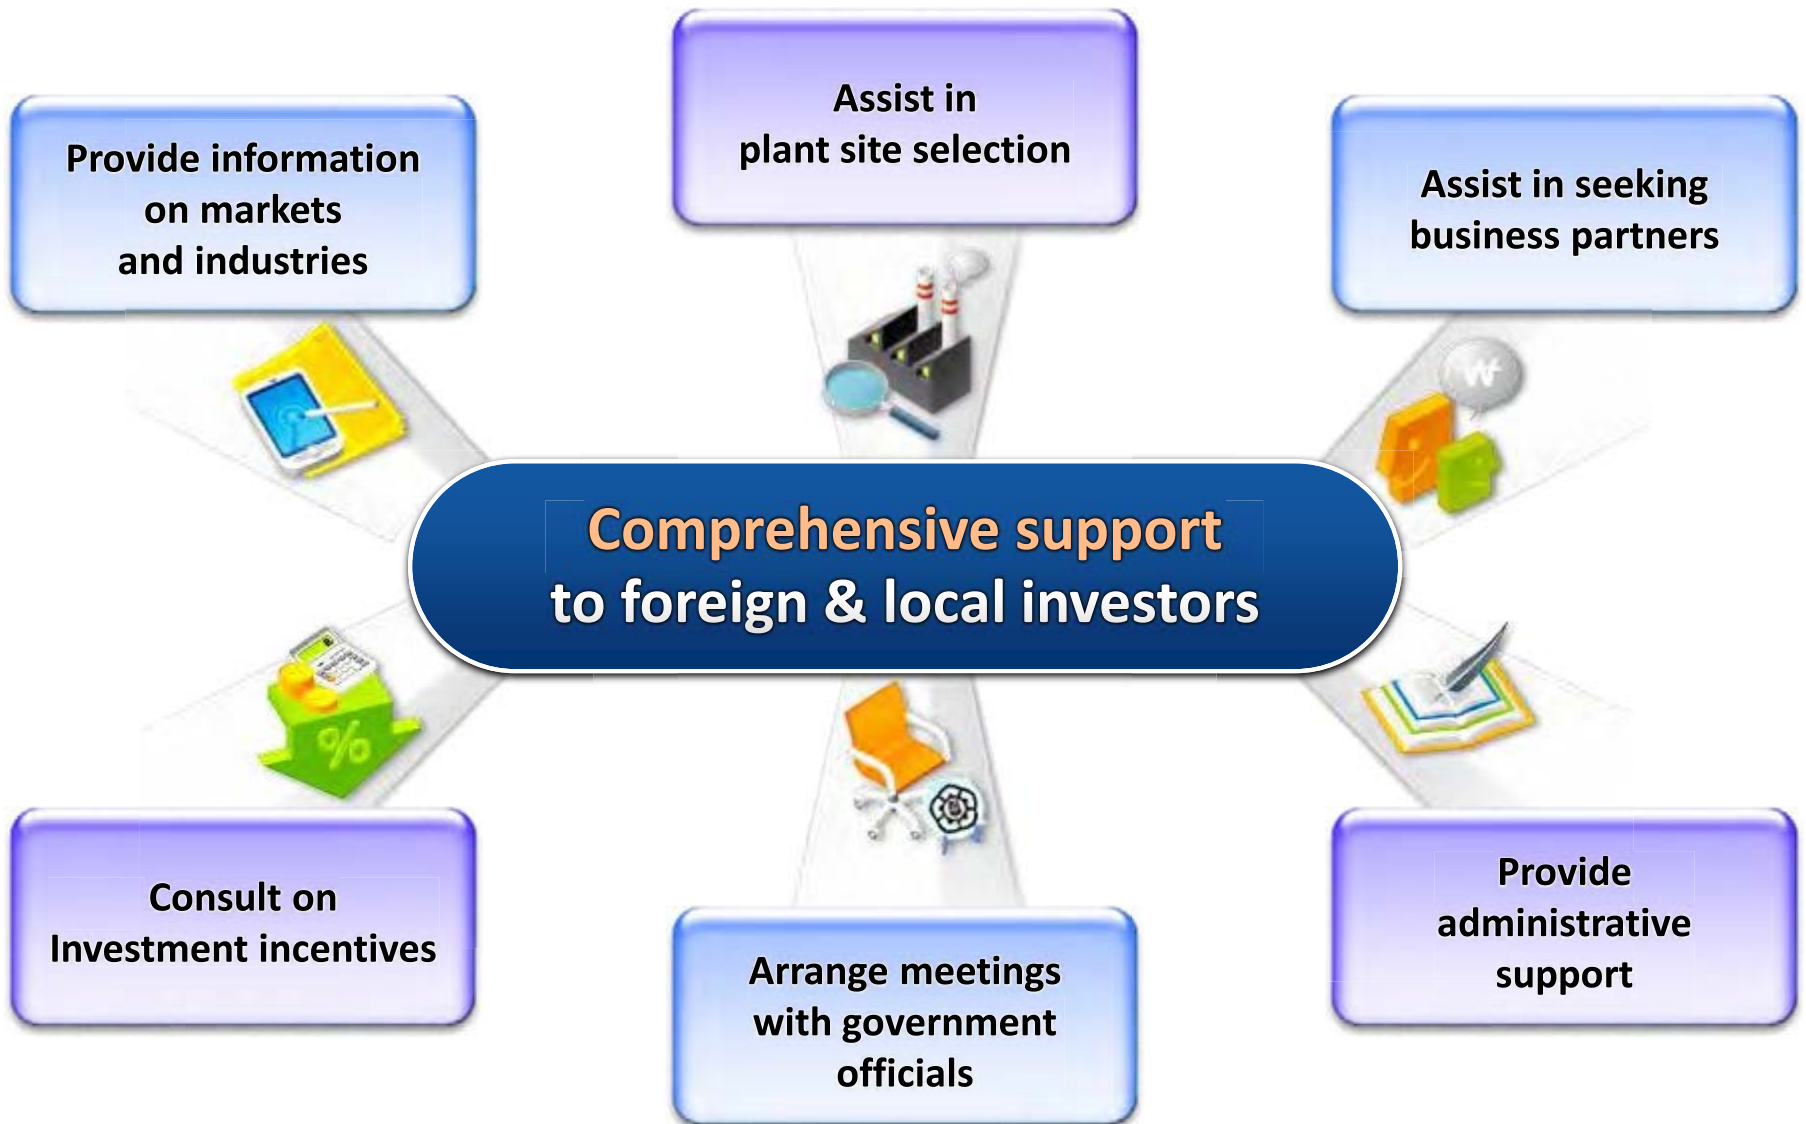 Assist in
plant site selection
Provide information
on markets
and industries
Assist in seeking
business partners
₩
Comprehensive support
to foreign & local investors
%
Consult on
Investment incentives
Arrange meetings
with government
officials
Provide
administrative
support